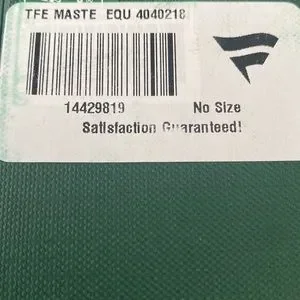 TFE MASTE EQU 4040218
14429819 No Size
Satisfaction Guaranteed!